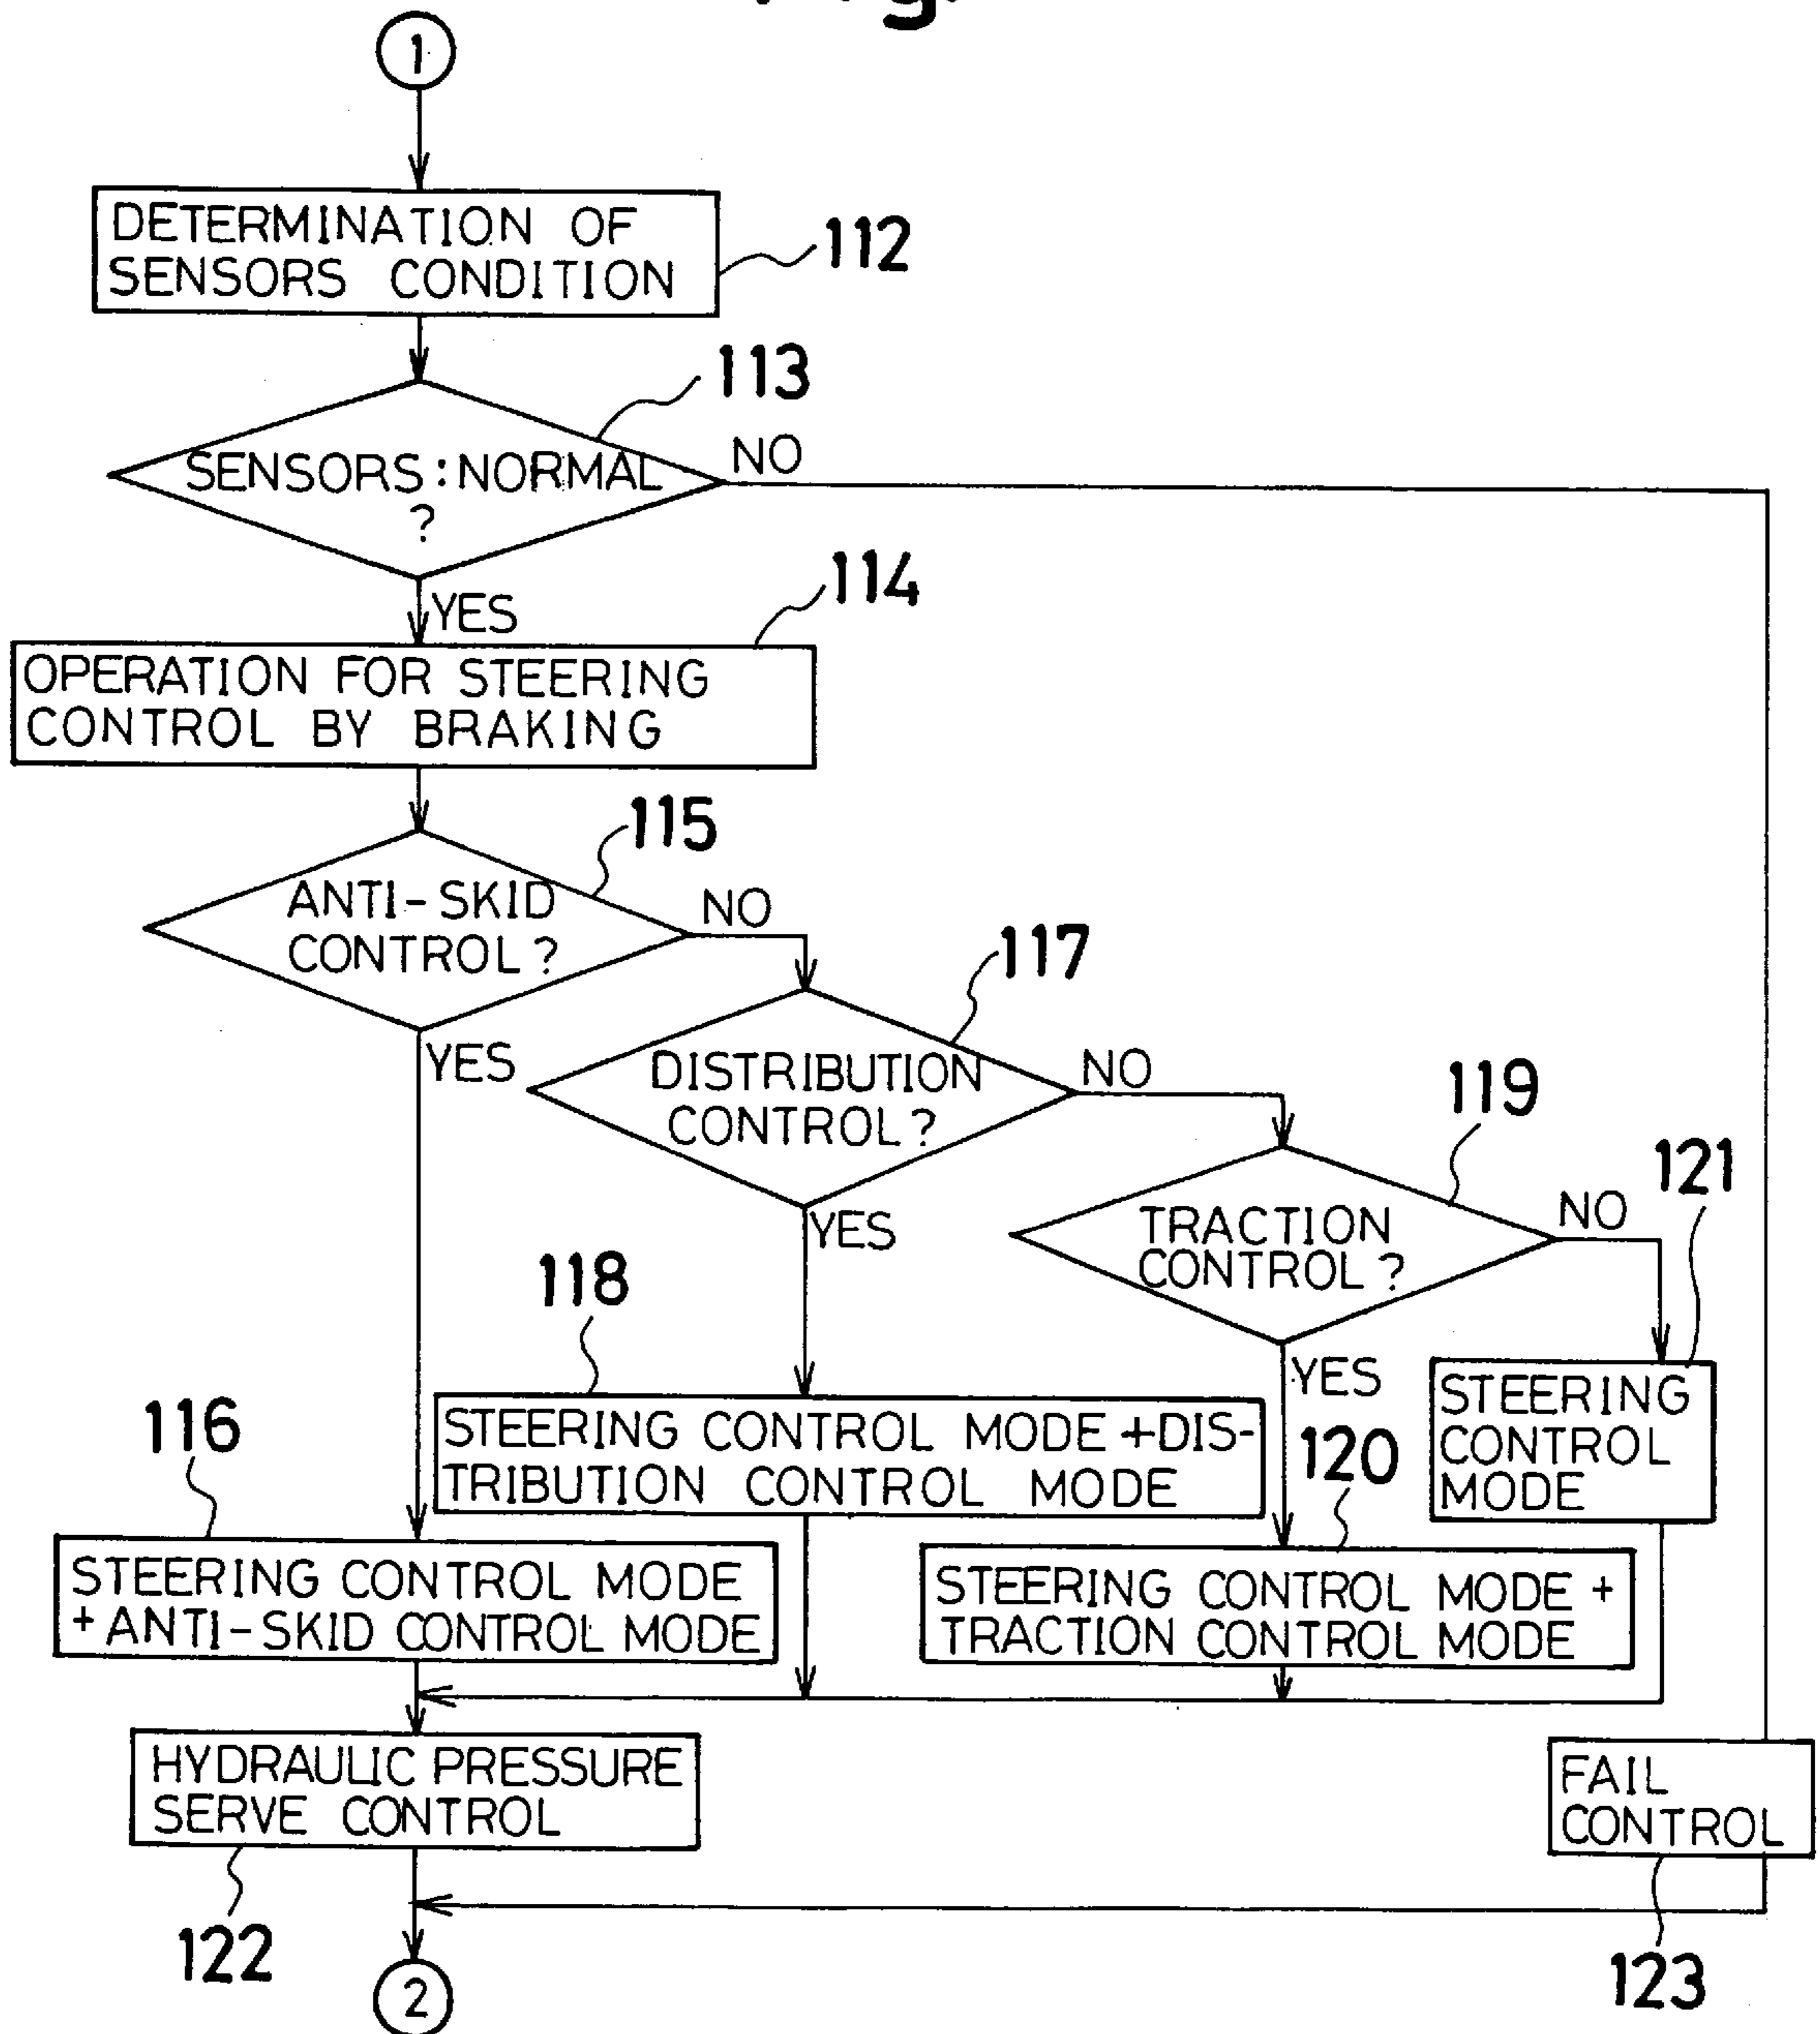 Fig.
1
DETERMINATION OF
SENSORS CONDITION
112
113
SENSORS:NORMAL
?
NO
YES
114
OPERATION FOR STEERING
CONTROL BY BRAKING
115
ANTI-SKID
CONTROL?
NO
YES
117
DISTRIBUTION
CONTROL?
NO
YES
119
TRACTION
CONTROL?
NO
YES
121
STEERING
CONTROL
MODE
118
STEERING CONTROL MODE +DIS-
TRIBUTION CONTROL MODE
120
STEERING CONTROL MODE +
TRACTION CONTROL MODE
116
STEERING CONTROL MODE
+ ANTI-SKID CONTROL MODE
HYDRAULIC PRESSURE
SERVE CONTROL
122
FAIL
CONTROL
123
2